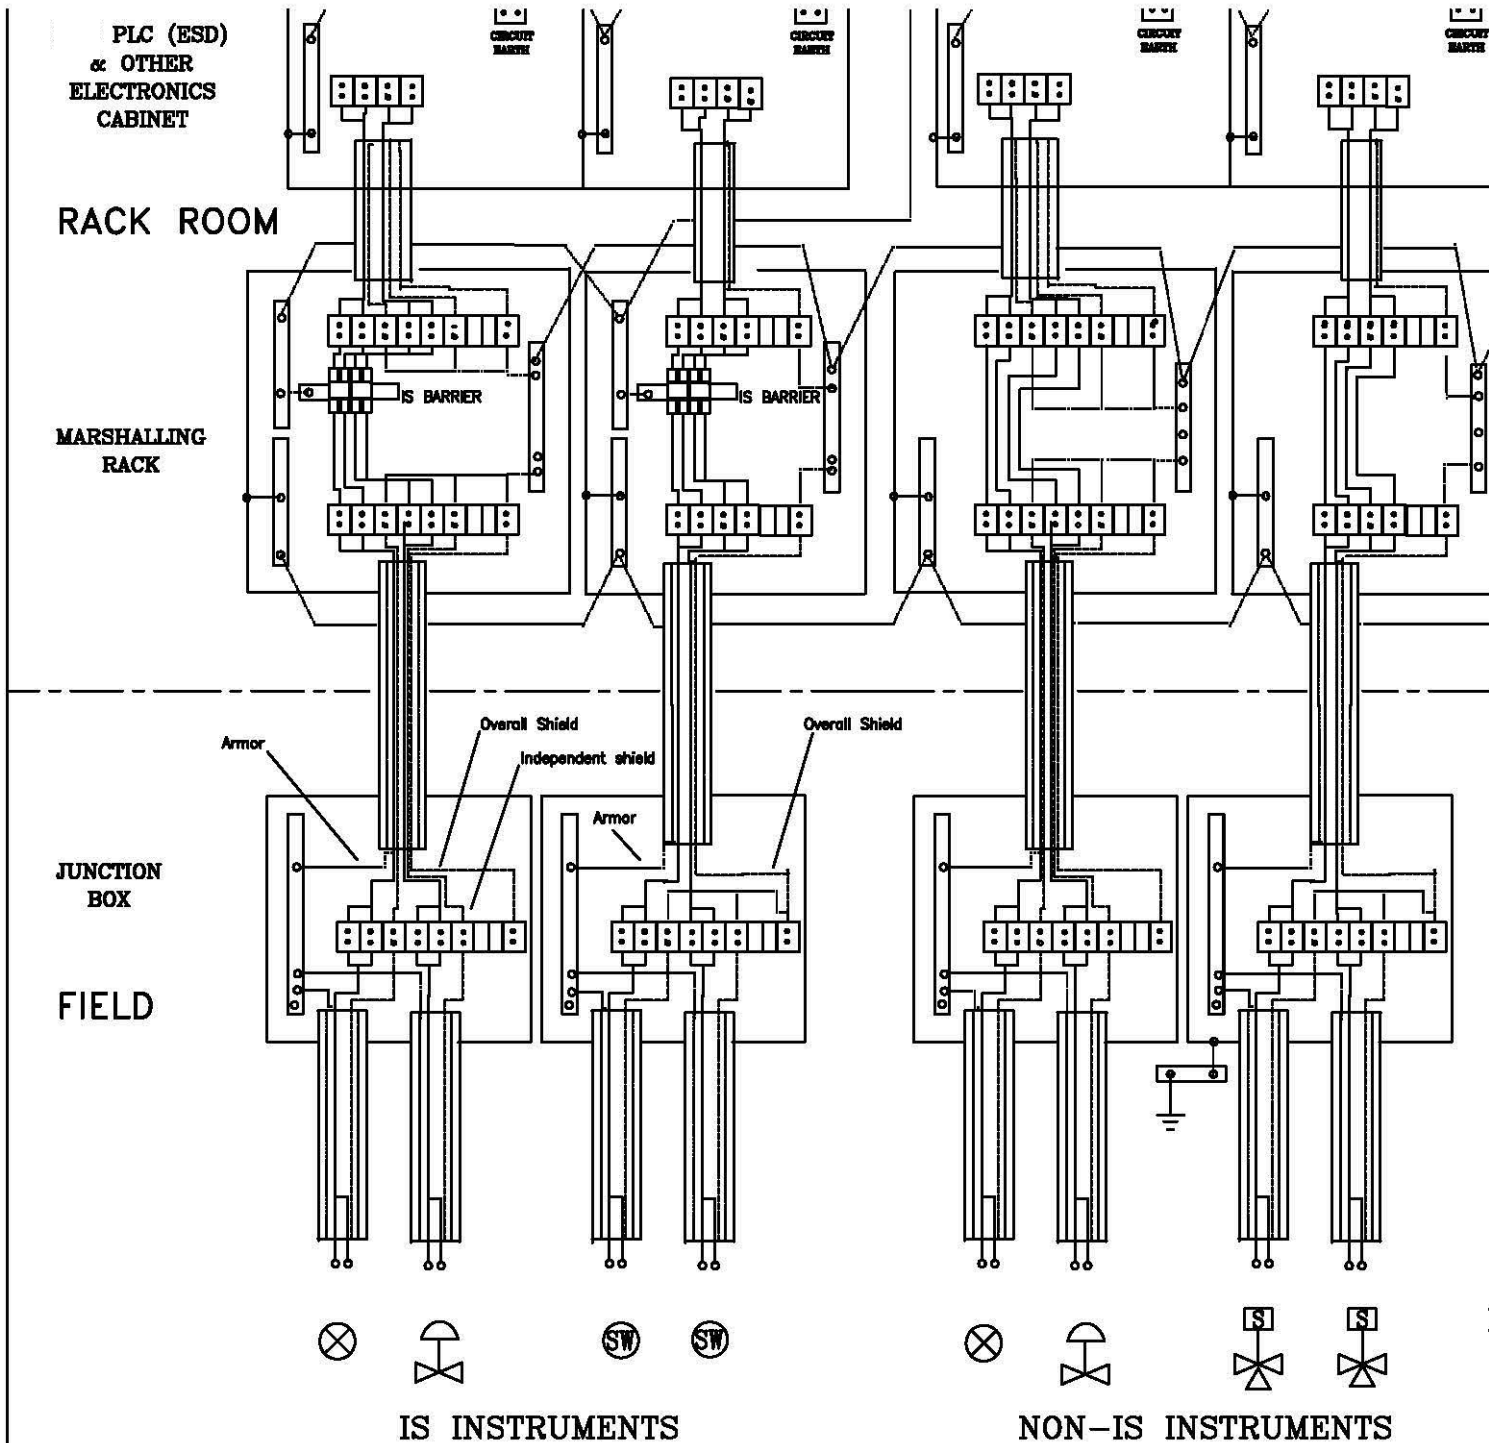 PLC (ESD)
& OTHER
ELECTRONICS
CABINET
CIRCUIT
EARTH
CIRCUIT
EARTH
CIRCUIT
EARTH
CIRCUIT
EARTH
RACK ROOM
IS BARRIER
IS BARRIER
MARSHALLING
RACK
Armor
Overall Shield
Independent shield
Armor
Overall Shield
JUNCTION
BOX
FIELD
SW
SW
S
S
IS INSTRUMENTS
NON-IS INSTRUMENTS